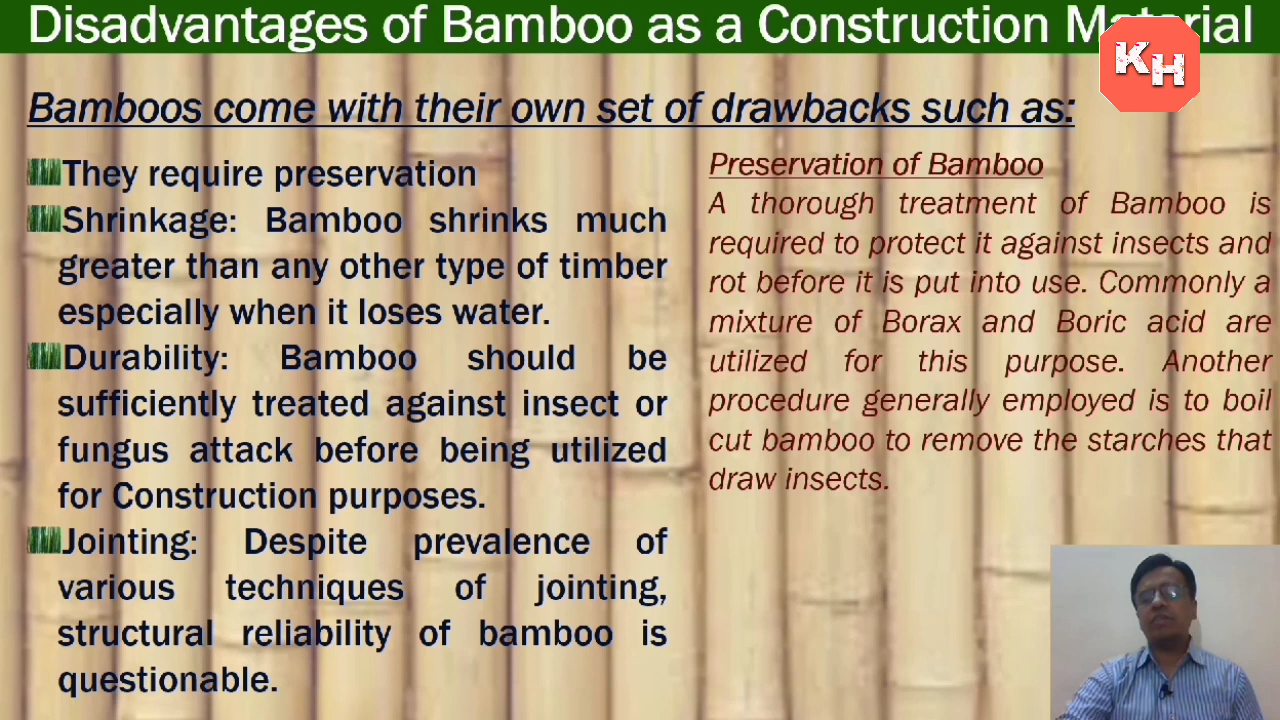 Disadvantages of Bamboo as a Construction Material
KH
Bamboos come with their own set of drawbacks such as:
They require preservation
Shrinkage: Bamboo shrinks much
greater than any other type of timber
especially when it loses water.
Durability: Bamboo should be
sufficiently treated against insect or
fungus attack before being utilized
for Construction purposes.
Jointing: Despite prevalence of
various techniques of jointing,
structural reliability of bamboo is
questionable.
Preservation of Bamboo
A thorough treatment of Bamboo is
required to protect it against insects and
rot before it is put into use. Commonly a
mixture of Borax and Boric acid are
utilized for this purpose. Another
procedure generally employed is to boil
cut bamboo to remove the starches that
draw insects.